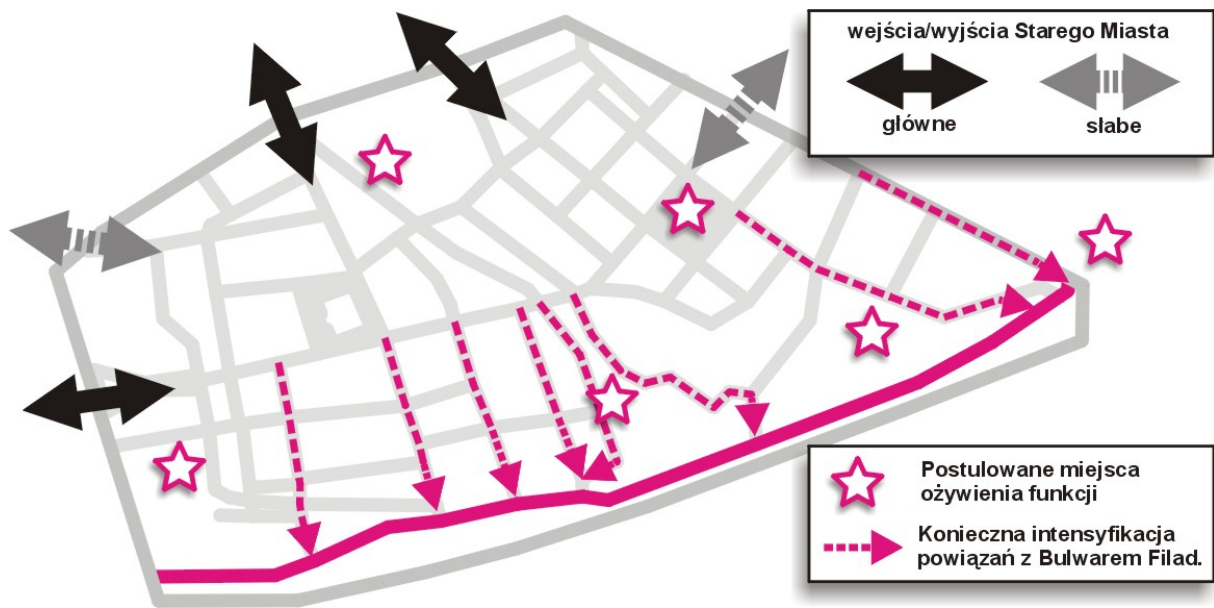 wejścia/wyjścia Starego Miasta
główne
słabe
Postulowane miejsca
ożywienia funkcji
Konieczna intensyfikacja
powiązań z Bulwarem Filad.